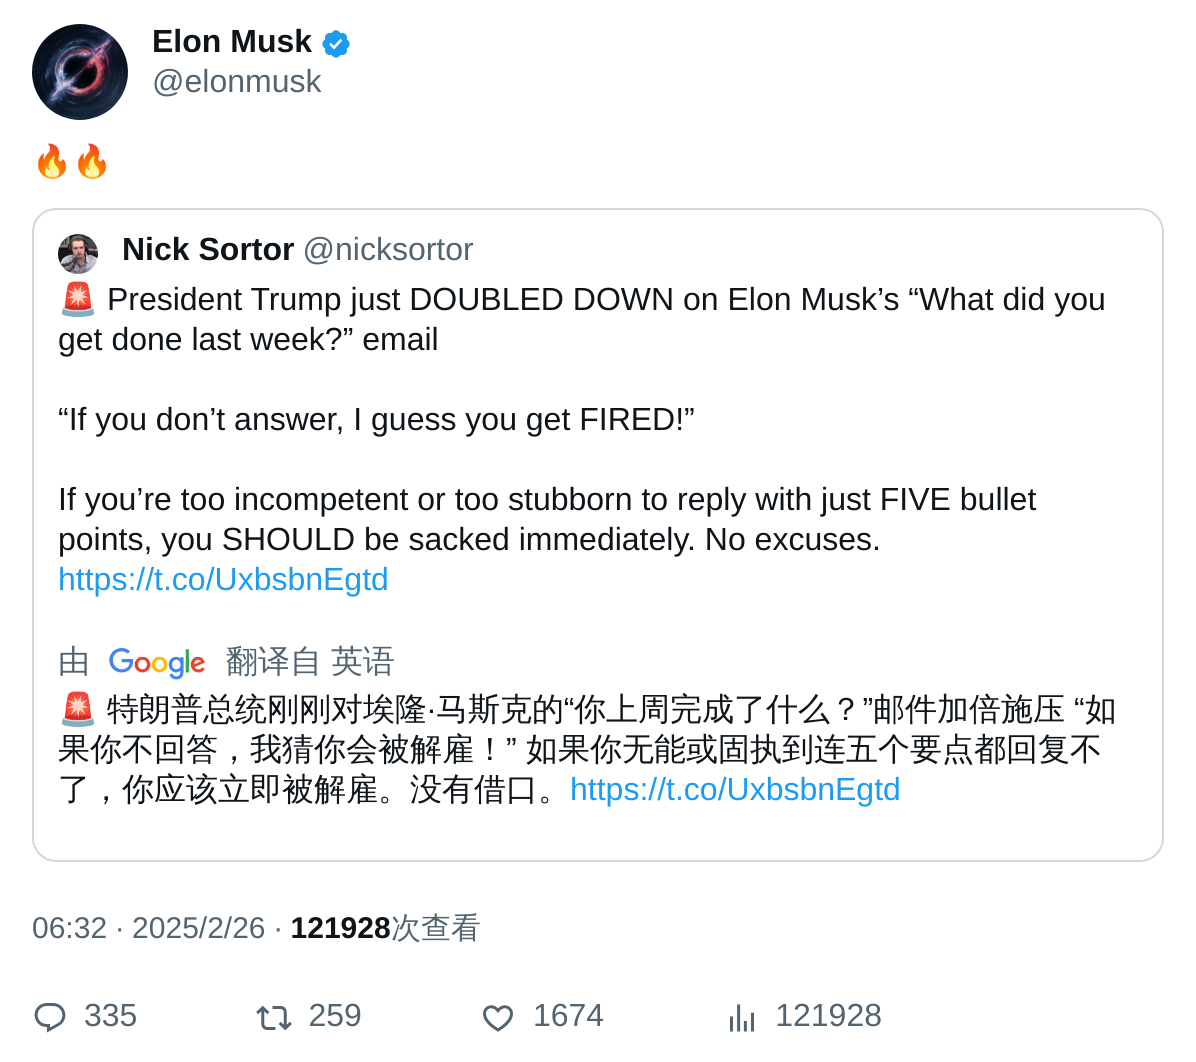 Elon Musk
@elonmusk
🔥🔥
Nick Sortor @nicksortor
🚨 President Trump just DOUBLED DOWN on Elon Musk’s “What did you
get done last week?” email
“If you don’t answer, I guess you get FIRED!”
If you’re too incompetent or too stubborn to reply with just FIVE bullet
points, you SHOULD be sacked immediately. No excuses.
https://t.co/UxbsbnEgtd
由 Google 翻译自 英语
🚨 特朗普总统刚刚对埃隆·马斯克的“你上周完成了什么？”邮件加倍施压 “如
果你不回答，我猜你会被解雇！” 如果你无能或固执到连五个要点都回复不
了，你应该立即被解雇。没有借口。https://t.co/UxbsbnEgtd
06:32 · 2025/2/26 · 121928次查看
335 259 1674 121928